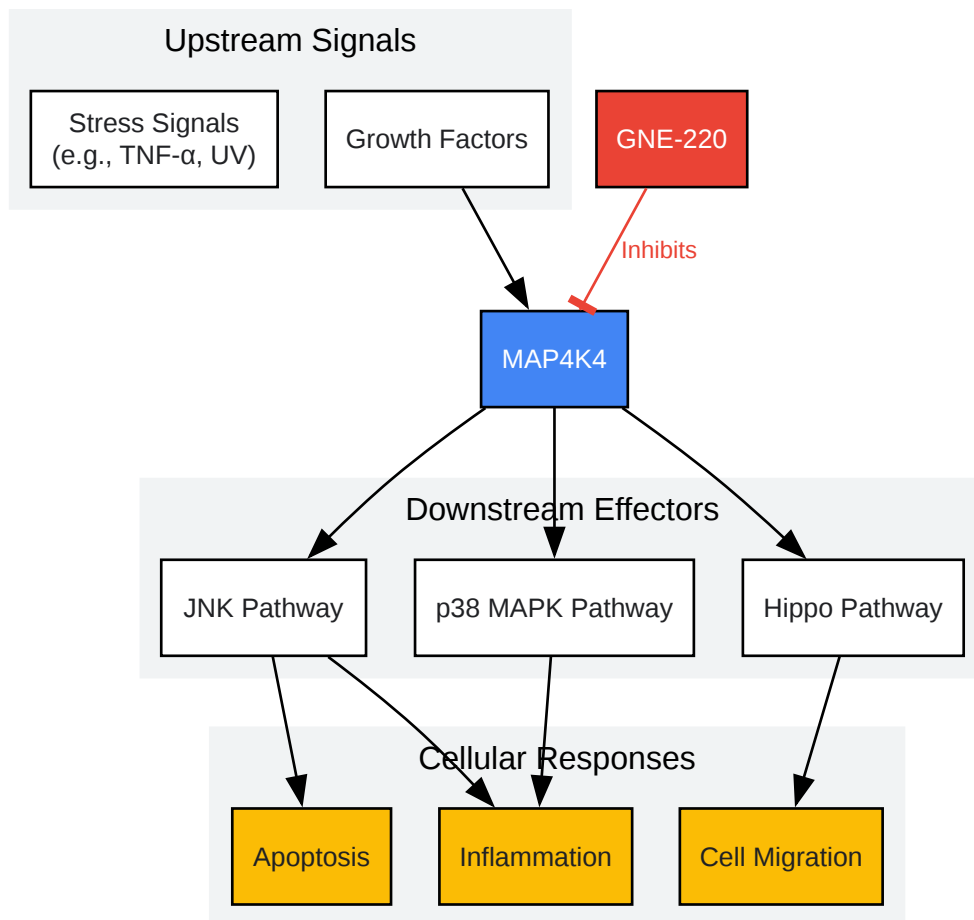 Upstream Signals
Stress Signals
(e.g., TNF-α, UV)
Growth Factors
GNE-220
Inhibits
MAP4K4
Downstream Effectors
JNK Pathway
p38 MAPK Pathway
Hippo Pathway
Cellular Responses
Apoptosis
Inflammation
Cell Migration